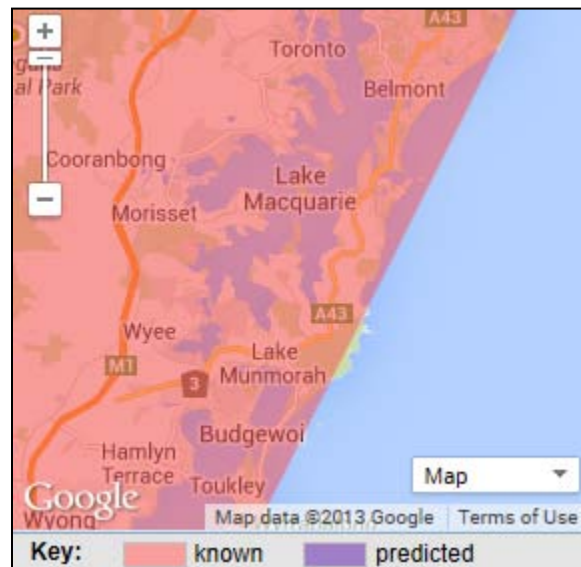 A43
Toronto
al Park
Belmont
Cooranbong
Lake
Macquarie
Morisset
A43
Wyee
Lake
Munmorah
M1
3
Budgewoi
Hamlyn
Terrace
Toukley
Map
Google
Wyong
Map data ©2013 Google
Terms of Use
Key: known predicted